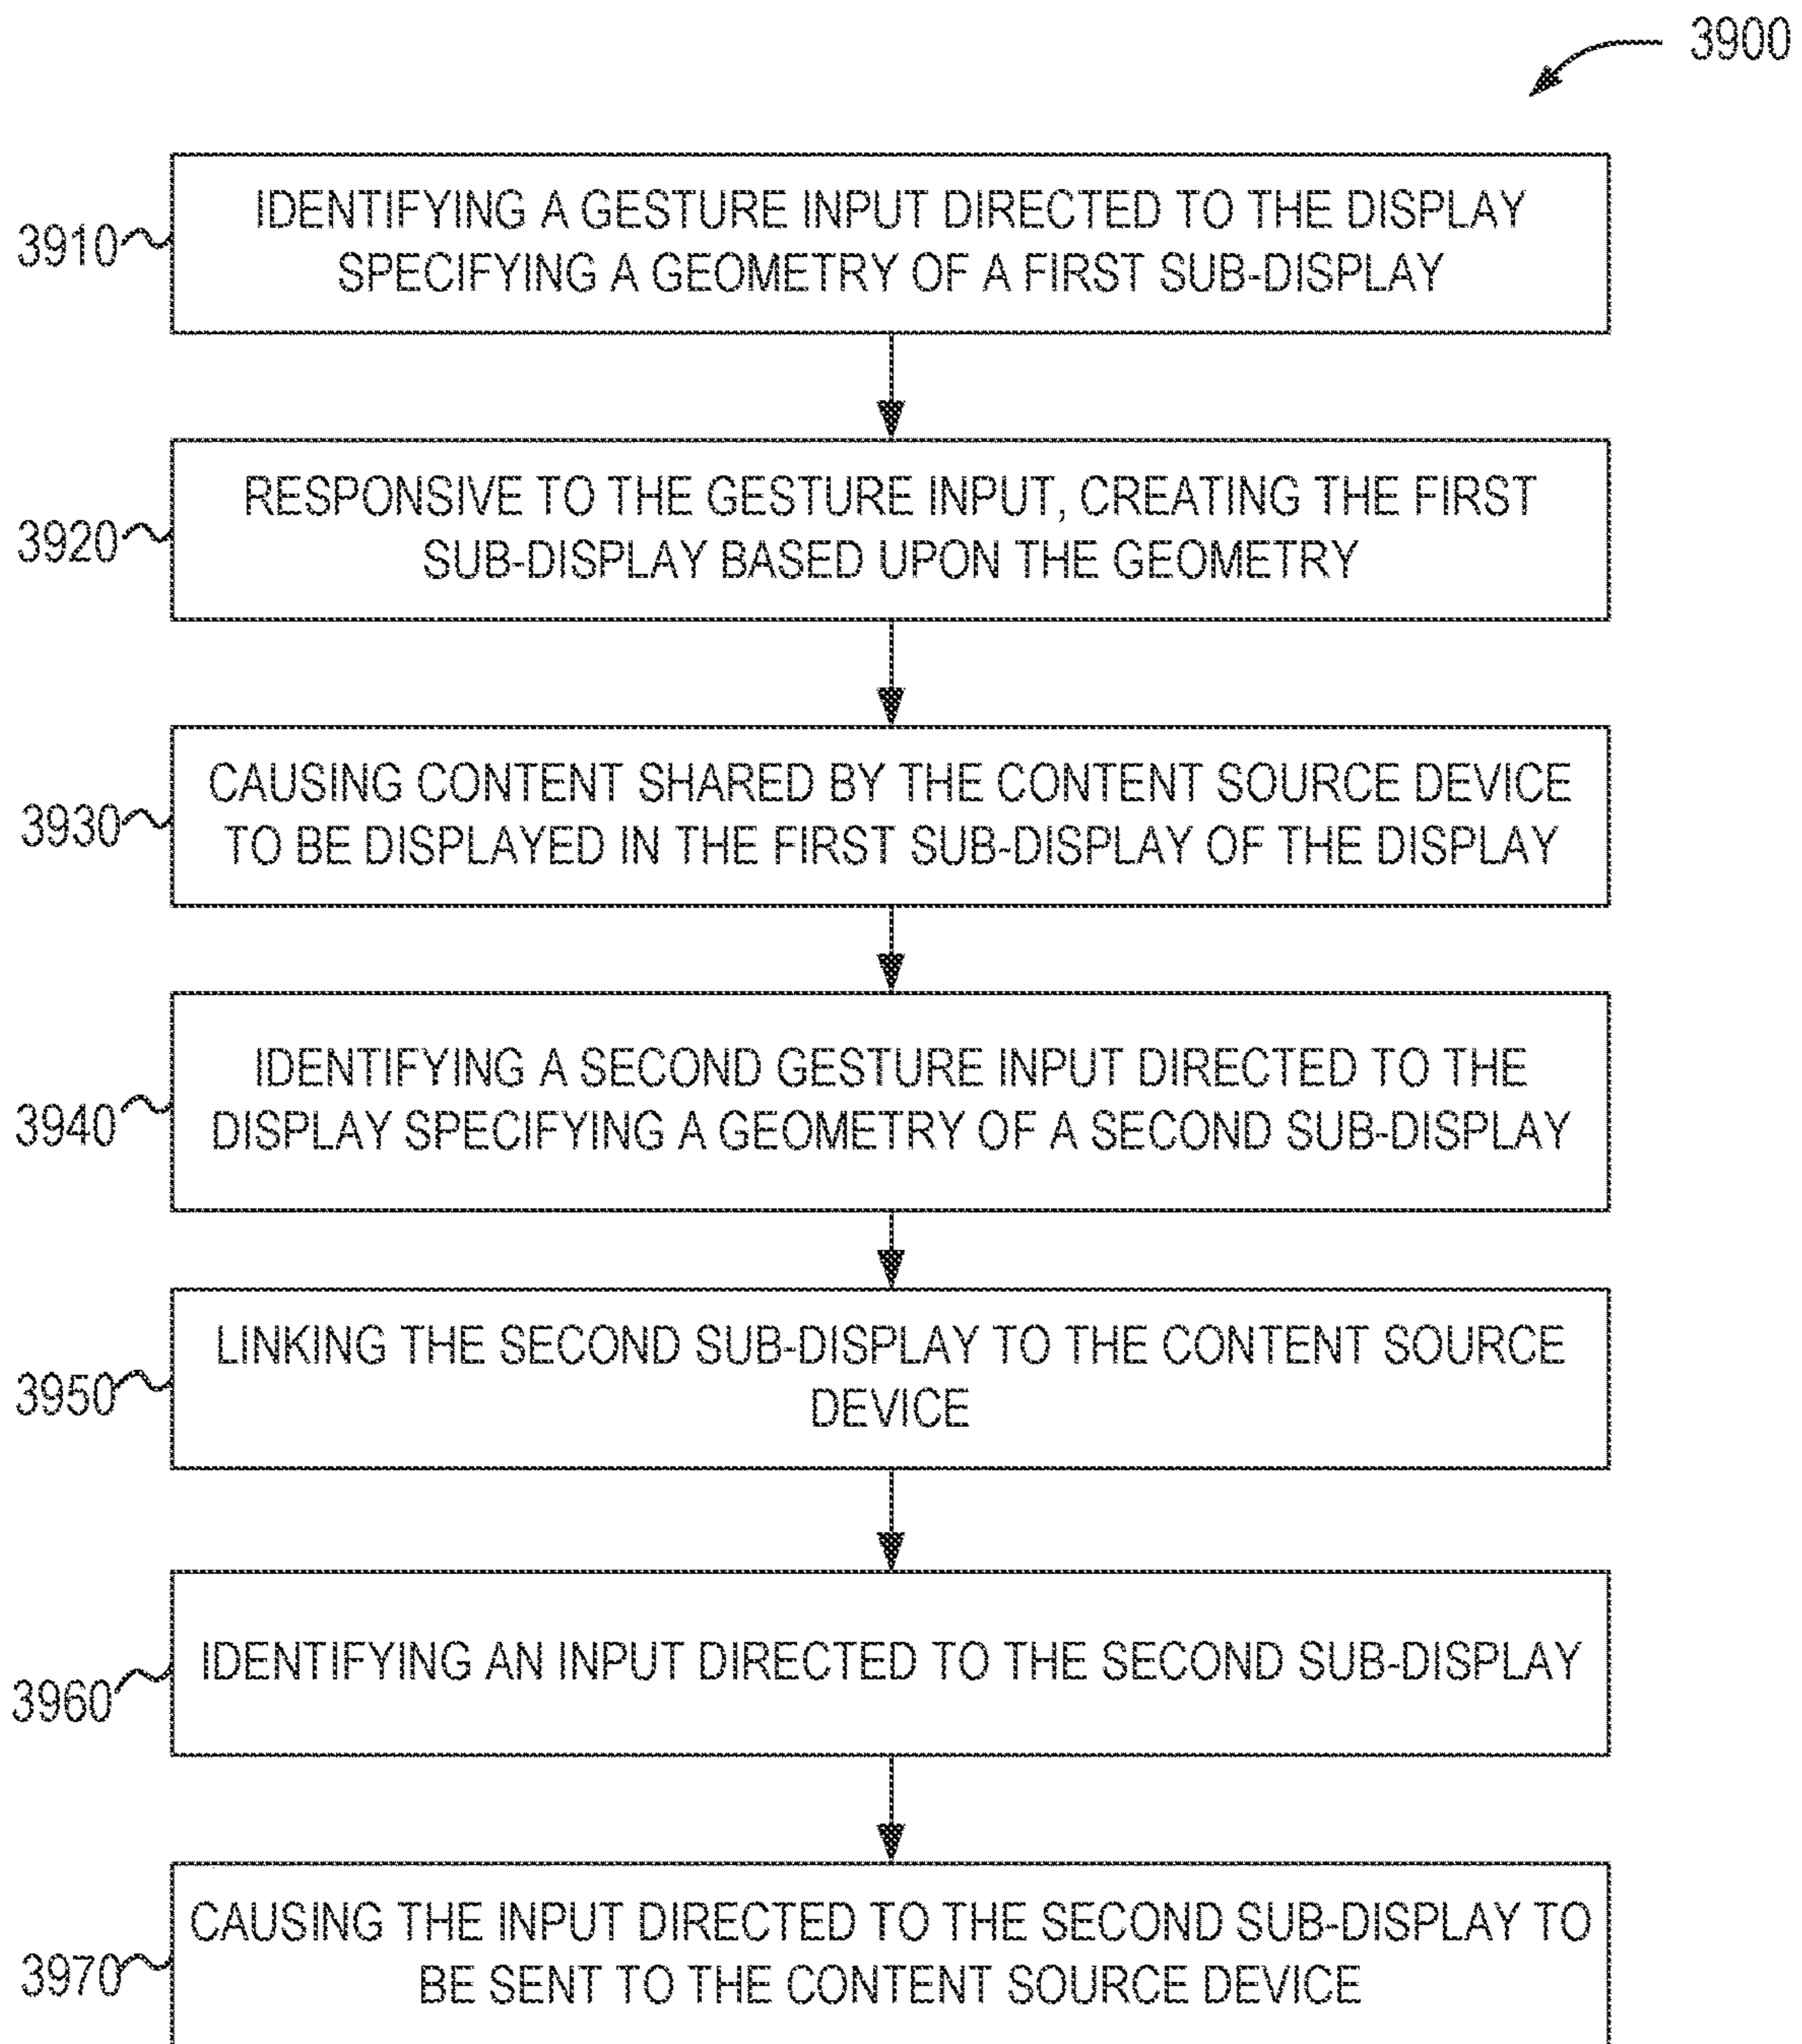 3900
3910
IDENTIFYING A GESTURE INPUT DIRECTED TO THE DISPLAY
SPECIFYING A GEOMETRY OF A FIRST SUB-DISPLAY
3920
RESPONSIVE TO THE GESTURE INPUT, CREATING THE FIRST
SUB-DISPLAY BASED UPON THE GEOMETRY
3930
CAUSING CONTENT SHARED BY THE CONTENT SOURCE DEVICE
TO BE DISPLAYED IN THE FIRST SUB-DISPLAY OF THE DISPLAY
3940
IDENTIFYING A SECOND GESTURE INPUT DIRECTED TO THE
DISPLAY SPECIFYING A GEOMETRY OF A SECOND SUB-DISPLAY
3950
LINKING THE SECOND SUB-DISPLAY TO THE CONTENT SOURCE
DEVICE
3960
IDENTIFYING AN INPUT DIRECTED TO THE SECOND SUB-DISPLAY
3970
CAUSING THE INPUT DIRECTED TO THE SECOND SUB-DISPLAY TO
BE SENT TO THE CONTENT SOURCE DEVICE